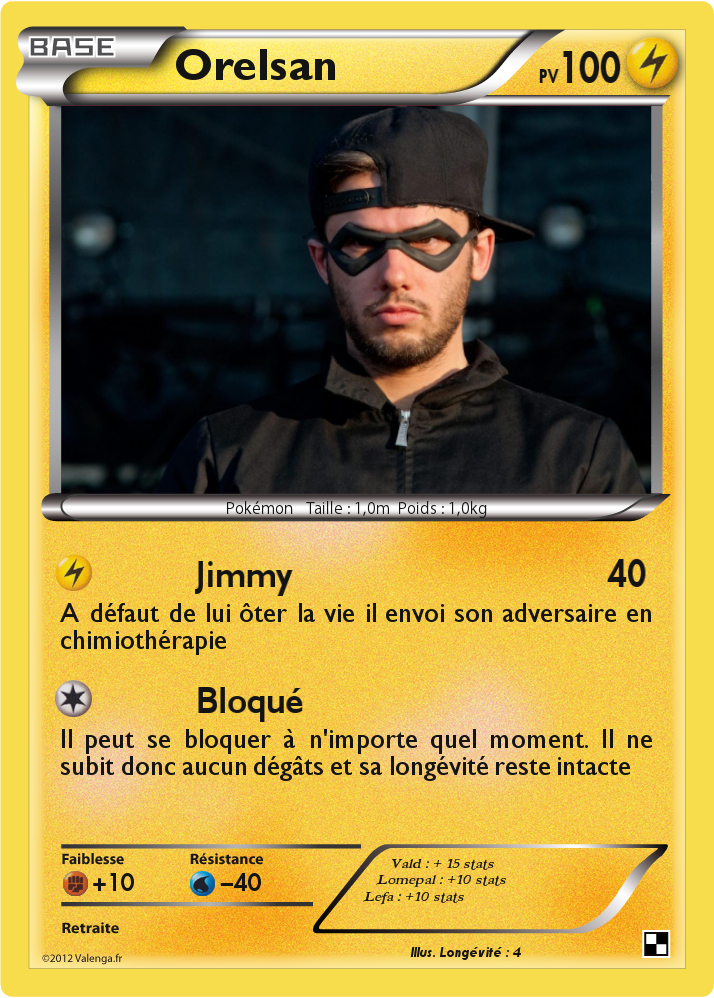 BASE
Orelsan
PV 100
Pokémon Taille : 1,0m Poids : 1,0kg
Jimmy 40
A défaut de lui ôter la vie il envoi son adversaire en
chimiothérapie
Bloqué
Il peut se bloquer à n'importe quel moment. Il ne
subit donc aucun dégâts et sa longévité reste intacte
Faiblesse Résistance
+10 −40
Retraite
Vald : + 15 stats
Lomepal : +10 stats
Lefa : +10 stats
Illus. Longévité : 4
©2012 Valenga.fr